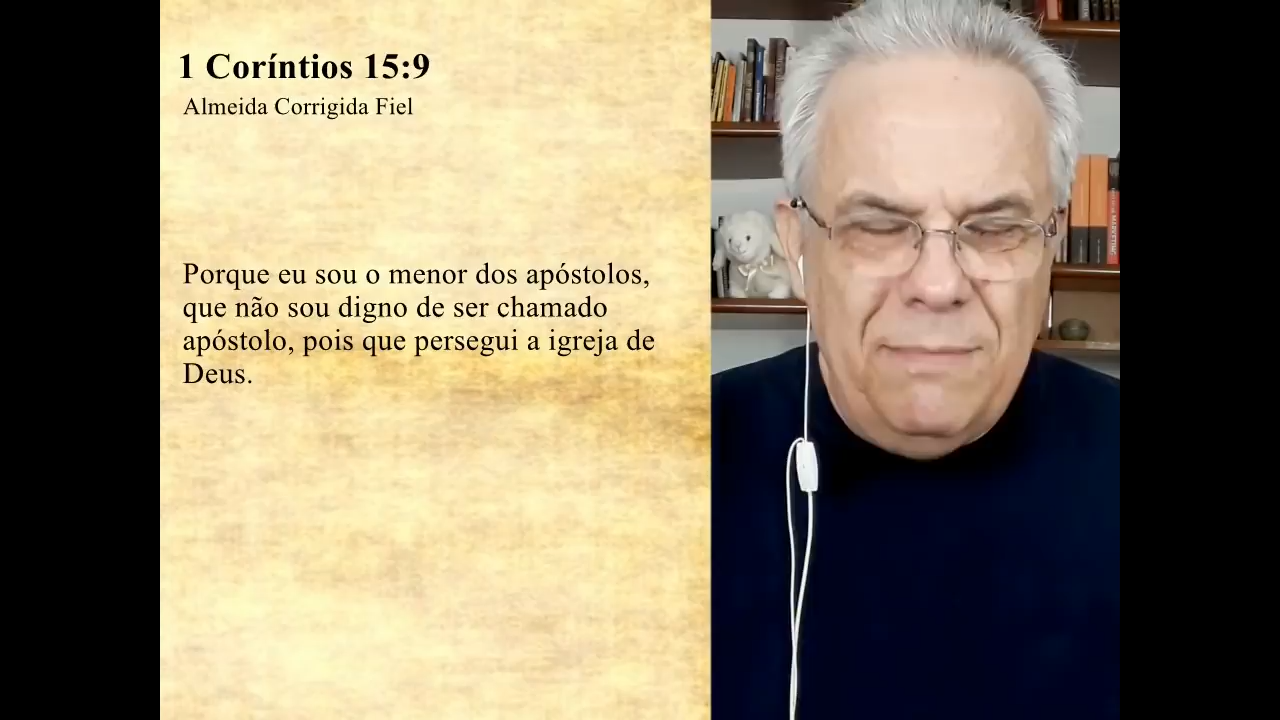 1 Coríntios 15:9
Almeida Corrigida Fiel
Porque eu sou o menor dos apóstolos,
que não sou digno de ser chamado
apóstolo, pois que persegui a igreja de
Deus.